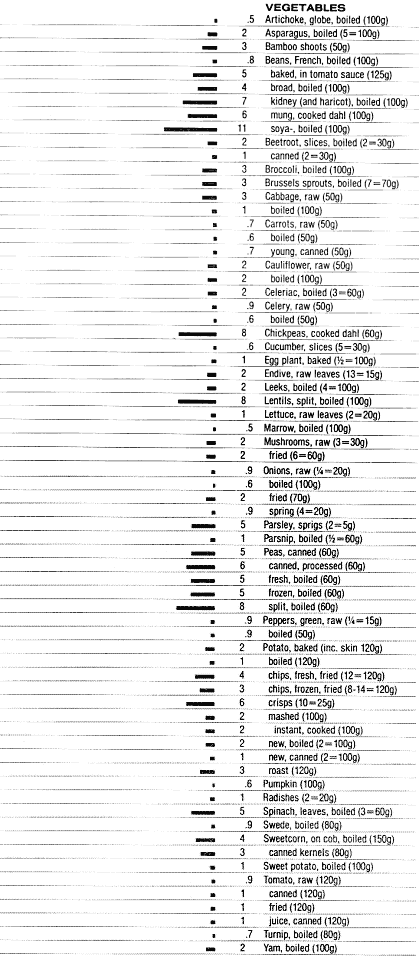 VEGETABLES
.5 Artichoke, globe, boiled (100g)
2 Asparagus, boiled (5=100g)
3 Bamboo shoots (50g)
.8 Beans, French, boiled (100g)
5 baked, in tomato sauce (125g)
4 broad, boiled (100g)
7 kidney (and haricot), boiled (100g)
6 mung, cooked dahl (100g)
11 soya-, boiled (100g)
2 Beetroot, slices, boiled (2=30g)
1 canned (2=30g)
3 Broccoli, boiled (100g)
3 Brussels sprouts, boiled (7=70g)
3 Cabbage, raw (50g)
1 boiled (100g)
.7 Carrots, raw (50g)
.6 boiled (50g)
.7 young, canned (50g)
2 Cauliflower, raw (50g)
2 boiled (100g)
2 Celeriac, boiled (3=60g)
.9 Celery, raw (50g)
.6 boiled (50g)
8 Chickpeas, cooked dahl (60g)
.6 Cucumber, slices (5=30g)
1 Egg plant, baked (½=100g)
2 Endive, raw leaves (13=15g)
2 Leeks, boiled (4=100g)
8 Lentils, split, boiled (100g)
1 Lettuce, raw leaves (2=20g)
.5 Marrow, boiled (100g)
2 Mushrooms, raw (3=30g)
2 fried (6=60g)
.9 Onions, raw (¼=20g)
.6 boiled (100g)
2 fried (70g)
.9 spring (4=20g)
5 Parsley, sprigs (2=5g)
1 Parsnip, boiled (½=60g)
5 Peas, canned (60g)
6 canned, processed (60g)
5 fresh, boiled (60g)
5 frozen, boiled (60g)
8 split, boiled (60g)
.9 Peppers, green, raw (¼=15g)
.9 boiled (50g)
2 Potato, baked (inc. skin 120g)
1 boiled (120g)
4 chips, fresh, fried (12=120g)
3 chips, frozen, fried (8-14=120g)
6 crisps (10=25g)
2 mashed (100g)
2 instant, cooked (100g)
2 new, boiled (2=100g)
1 new, canned (2=100g)
3 roast (120g)
.6 Pumpkin (100g)
1 Radishes (2=20g)
5 Spinach, leaves, boiled (3=60g)
.9 Swede, boiled (80g)
4 Sweetcorn, on cob, boiled (150g)
3 canned kernels (80g)
1 Sweet potato, boiled (100g)
.9 Tomato, raw (120g)
1 canned (120g)
1 fried (120g)
1 juice, canned (120g)
.7 Turnip, boiled (80g)
2 Yam, boiled (100g)